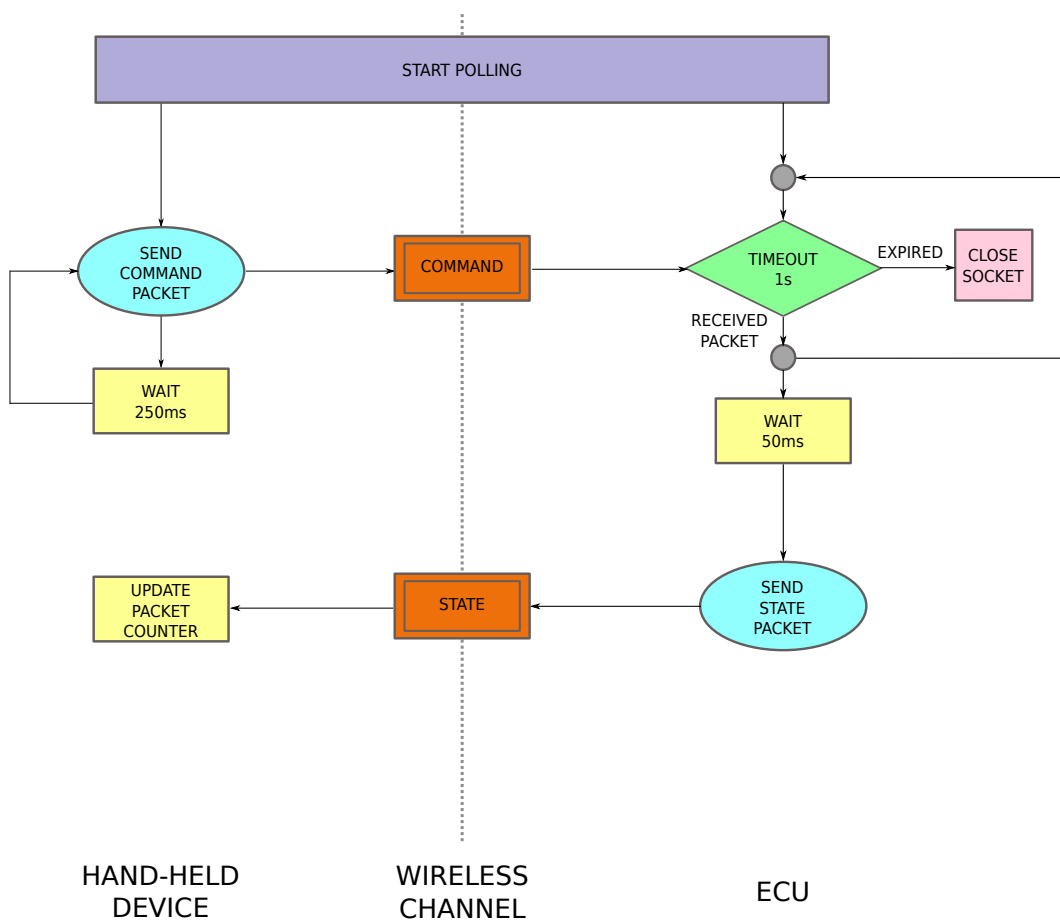 START POLLING
SEND
COMMAND
PACKET
COMMAND
TIMEOUT
1s
EXPIRED
CLOSE
SOCKET
RECEIVED
PACKET
WAIT
250ms
WAIT
50ms
UPDATE
PACKET
COUNTER
STATE
SEND
STATE
PACKET
HAND-HELD
DEVICE
WIRELESS
CHANNEL
ECU